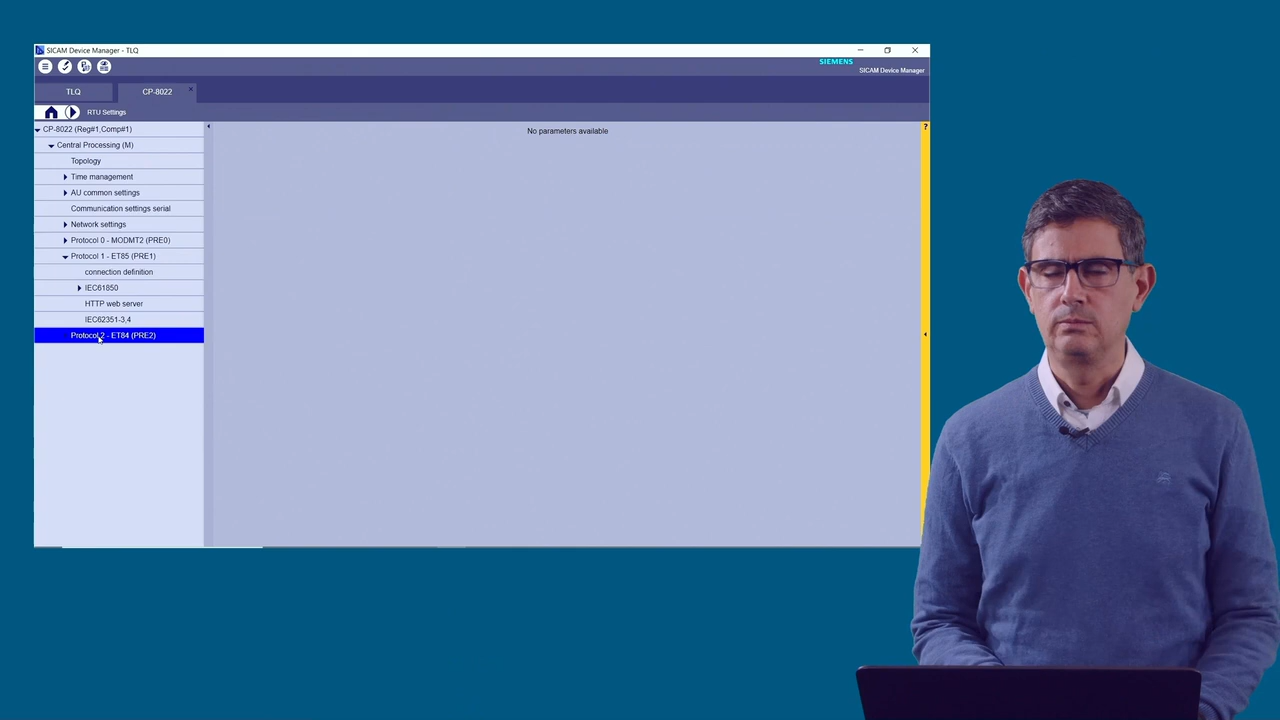 SICAM Device Manager - TLQ
SIEMENS
SICAM Device Manager
TLQ
CP-8022
RTU Settings
CP-8022 (Reg#1,Comp#1)
Central Processing (M)
Topology
Time management
AU common settings
Communication settings serial
Network settings
Protocol 0 - MODMT2 (PRE0)
Protocol 1 - ET85 (PRE1)
connection definition
IEC61850
HTTP web server
IEC62351-3,4
Protocol 2 - ET84 (PRE2)
No parameters available
?